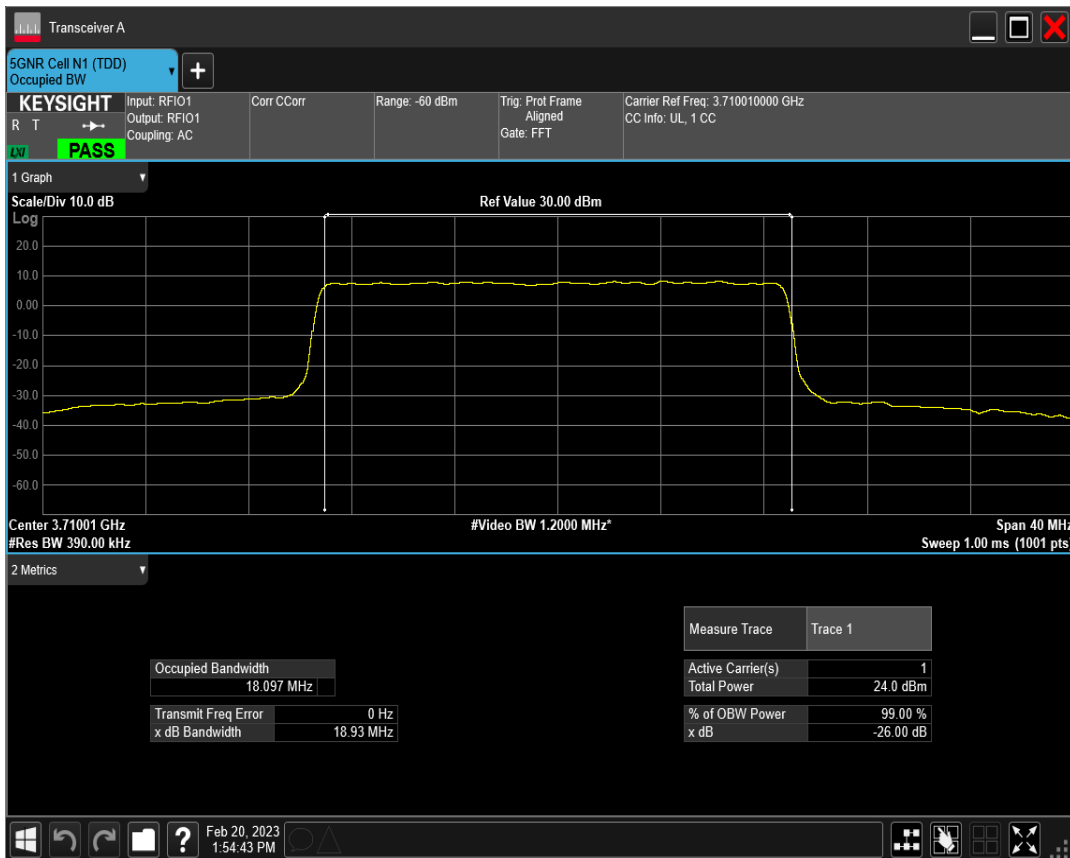 Transceiver A
5GNR Cell N1 (TDD)
Occupied BW
KEYSIGHT
R T
LXI
PASS
Input: RFIO1
Output: RFIO1
Coupling: AC
Corr CCorr
Range: -60 dBm
Trig: Prot Frame
Aligned
Gate: FFT
Carrier Ref Freq: 3.710010000 GHz
CC Info: UL, 1 CC
1 Graph
Scale/Div 10.0 dB
Ref Value 30.00 dBm
Log
20.0
10.0
0.00
-10.0
-20.0
-30.0
-40.0
-50.0
-60.0
Center 3.71001 GHz
#Video BW 1.2000 MHz*
Span 40 MHz
#Res BW 390.00 kHz
Sweep 1.00 ms (1001 pts)
2 Metrics
Measure Trace Trace 1
Occupied Bandwidth
18.097 MHz
Active Carrier(s) 1
Total Power 24.0 dBm
Transmit Freq Error 0 Hz
x dB Bandwidth 18.93 MHz
% of OBW Power 99.00 %
x dB -26.00 dB
?
Feb 20, 2023
1:54:43 PM